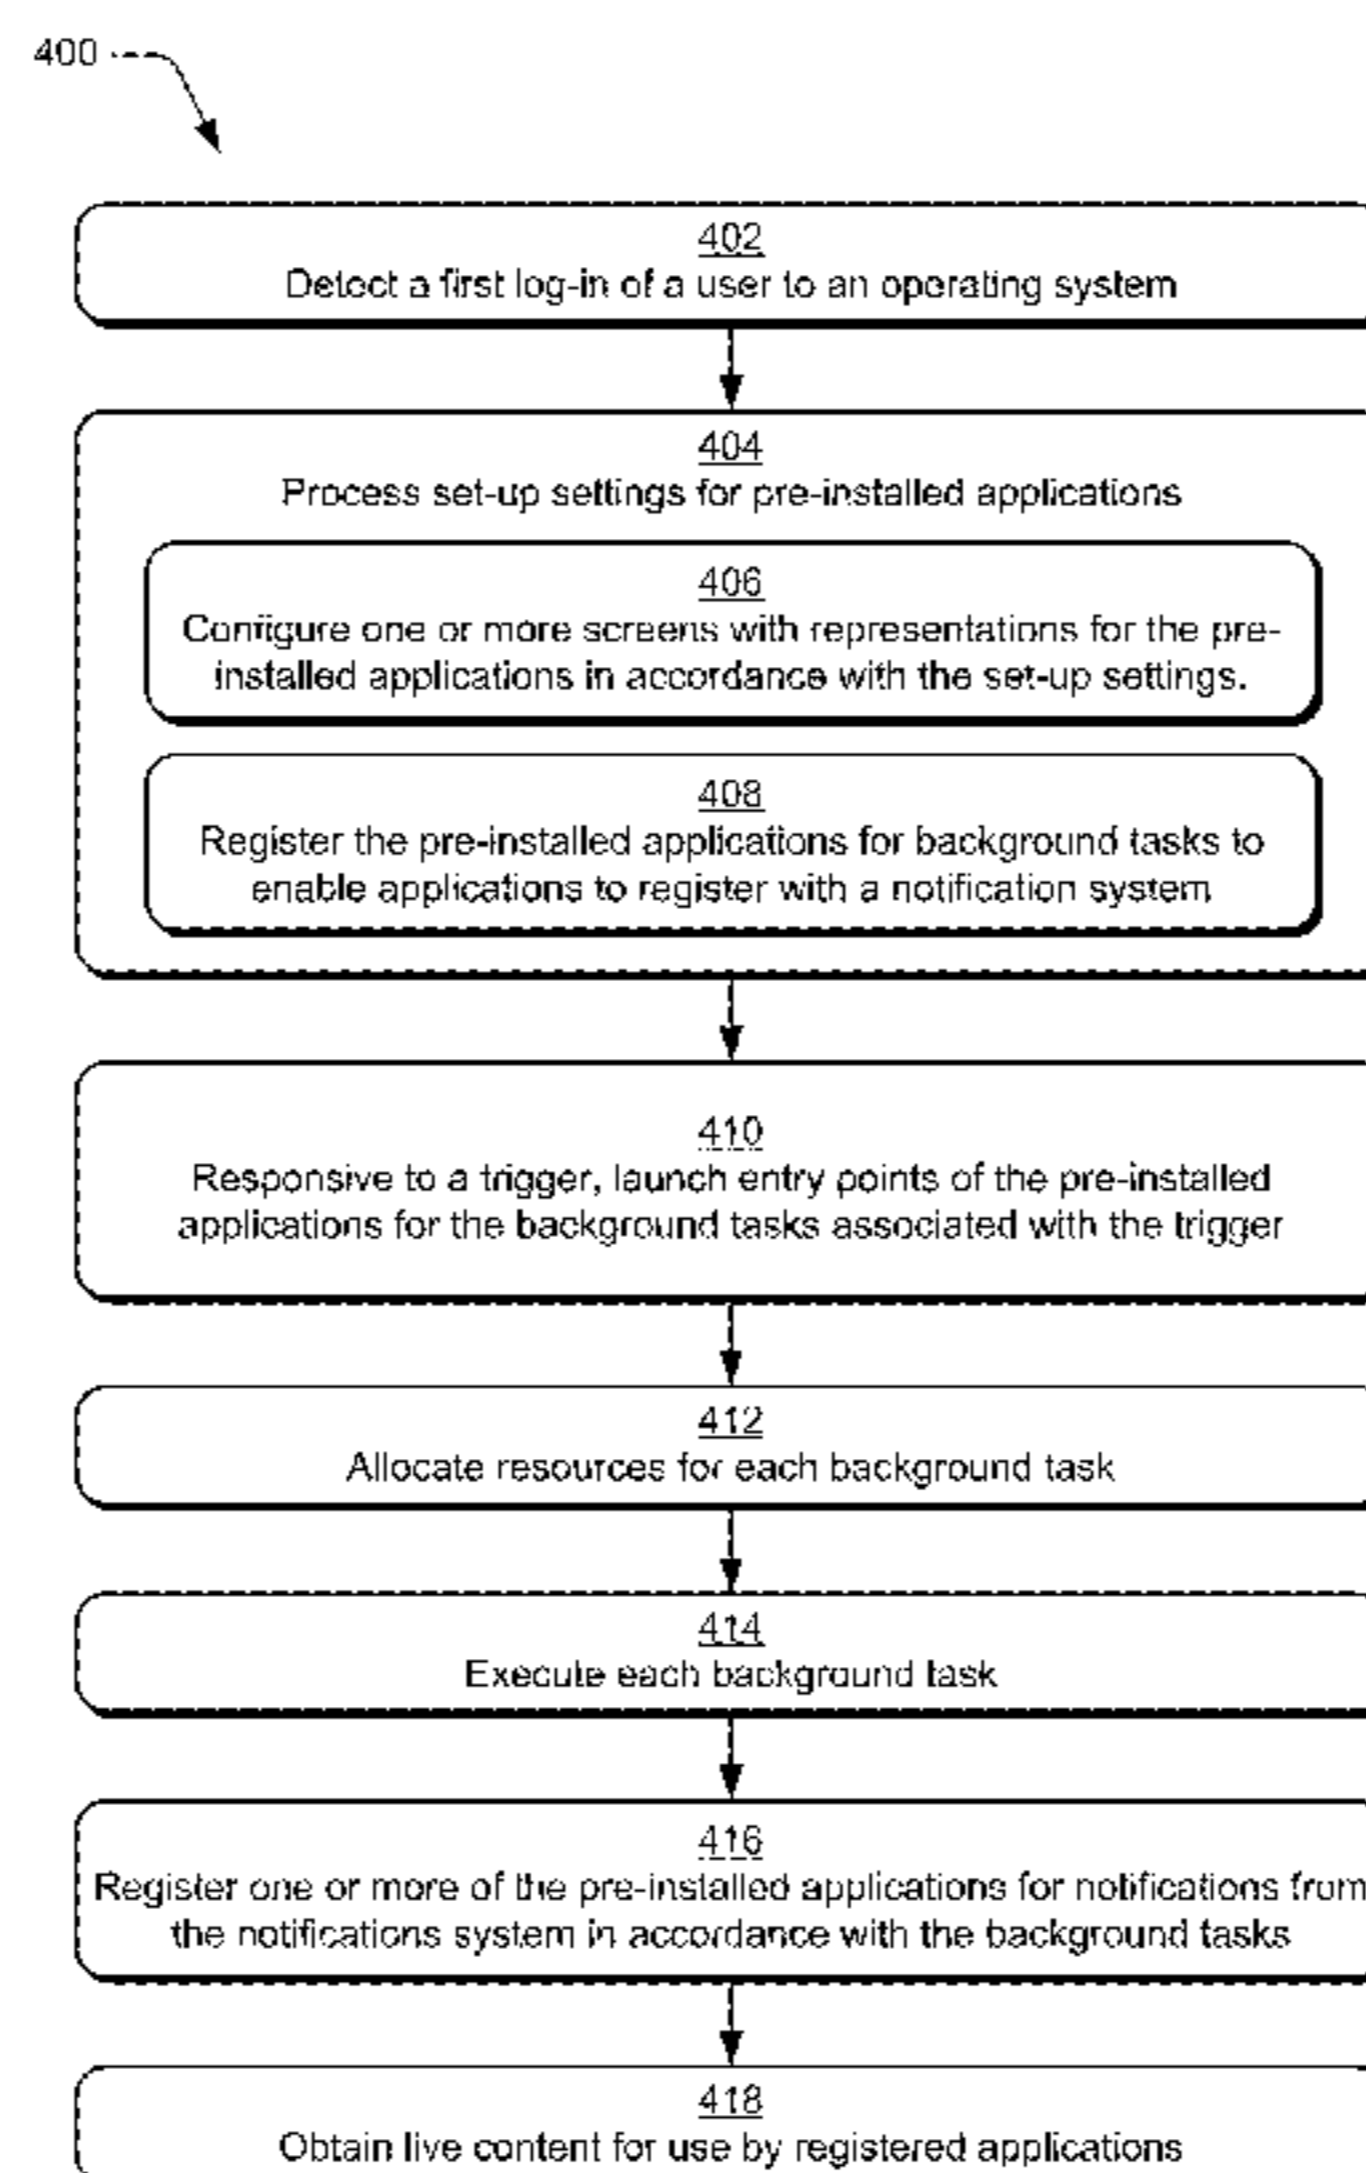 400
402
Detect a first log-in of a user to an operating system
404
Process set-up settings for pre-installed applications
406
Configure one or more screens with representations for the pre-
installed applications in accordance with the set-up settings.
408
Register the pre-installed applications for background tasks to
enable applications to register with a notification system
410
Responsive to a trigger, launch entry points of the pre-installed
applications for the background tasks associated with the trigger
412
Allocate resources for each background task
414
Execute each background task
416
Register one or more of the pre-installed applications for notifications from
the notifications system in accordance with the background tasks
418
Obtain live content for use by registered applications